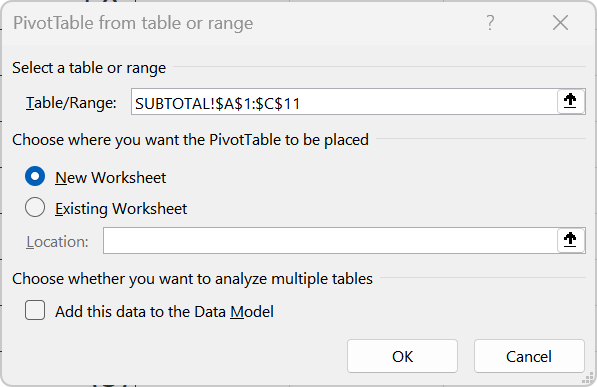 PivotTable from table or range ?
Select a table or range
Table/Range: SUBTOTAL!$A$1:$C$11
Choose where you want the PivotTable to be placed
New Worksheet
Existing Worksheet
Location:
Choose whether you want to analyze multiple tables
Add this data to the Data Model
OK Cancel